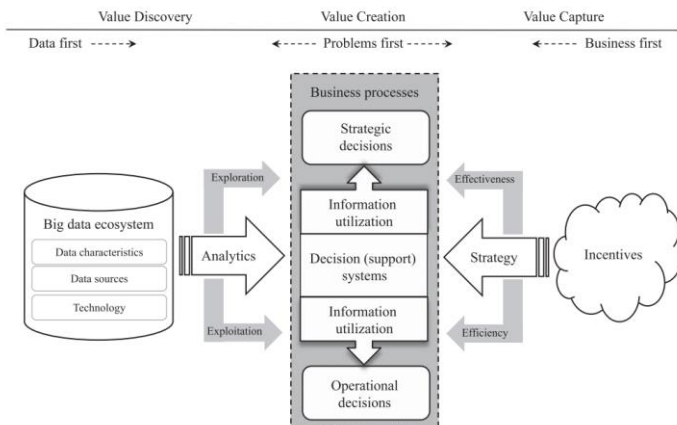 Value Discovery Value Creation Value Capture
Data first Problems first Business first
Business processes
Strategic
decisions
Exploration
Effectiveness
Information
utilization
Big data ecosystem
Data characteristics
Data sources
Technology
Analytics
Decision (support)
systems
Strategy
Incentives
Information
utilization
Exploitation
Efficiency
Operational
decisions